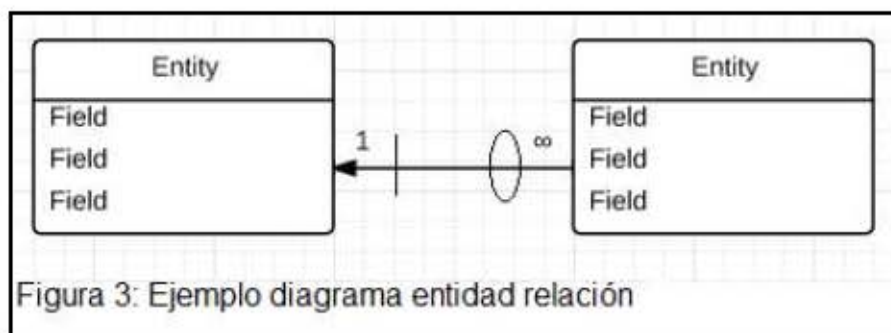 Entity
Field
Field
Field
1
∞
Entity
Field
Field
Field
Figura 3: Ejemplo diagrama entidad relación